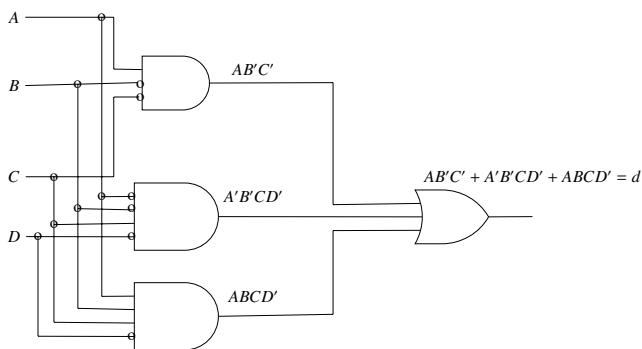 A
B
AB′C′
C
AB′C′ + A′B′CD′ + ABCD′ = d
A′B′CD′
D
ABCD′